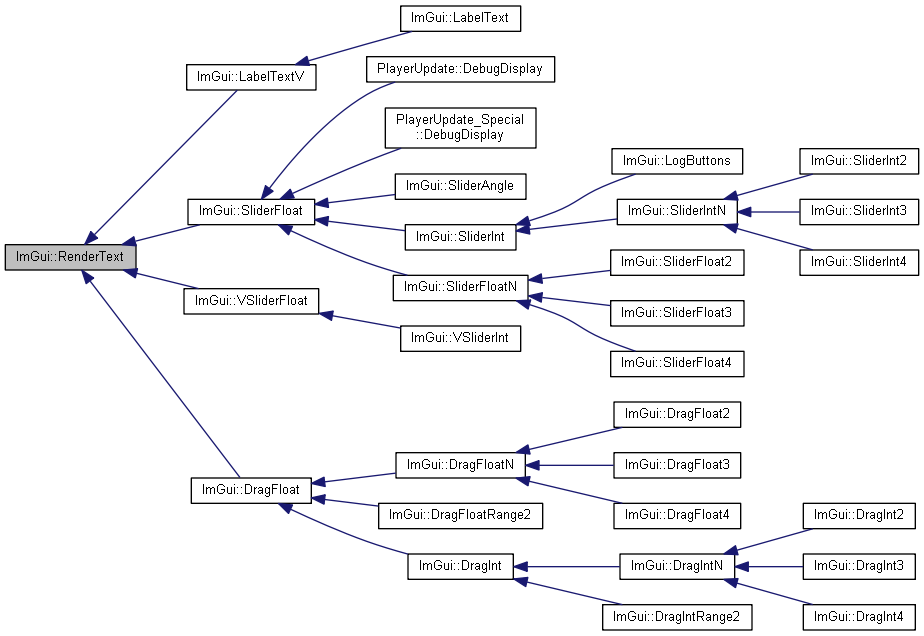 ImGui::LabelText
ImGui::LabelTextV
PlayerUpdate::DebugDisplay
PlayerUpdate_Special
::DebugDisplay
ImGui::LogButtons
ImGui::SliderInt2
ImGui::SliderAngle
ImGui::SliderFloat
ImGui::SliderIntN
ImGui::SliderInt3
ImGui::SliderInt
ImGui::RenderText
ImGui::SliderFloat2
ImGui::SliderInt4
ImGui::SliderFloatN
ImGui::VSliderFloat
ImGui::SliderFloat3
ImGui::VSliderInt
ImGui::SliderFloat4
ImGui::DragFloat2
ImGui::DragFloatN
ImGui::DragFloat3
ImGui::DragFloat
ImGui::DragFloatRange2
ImGui::DragFloat4
ImGui::DragInt2
ImGui::DragInt
ImGui::DragIntN
ImGui::DragInt3
ImGui::DragIntRange2
ImGui::DragInt4